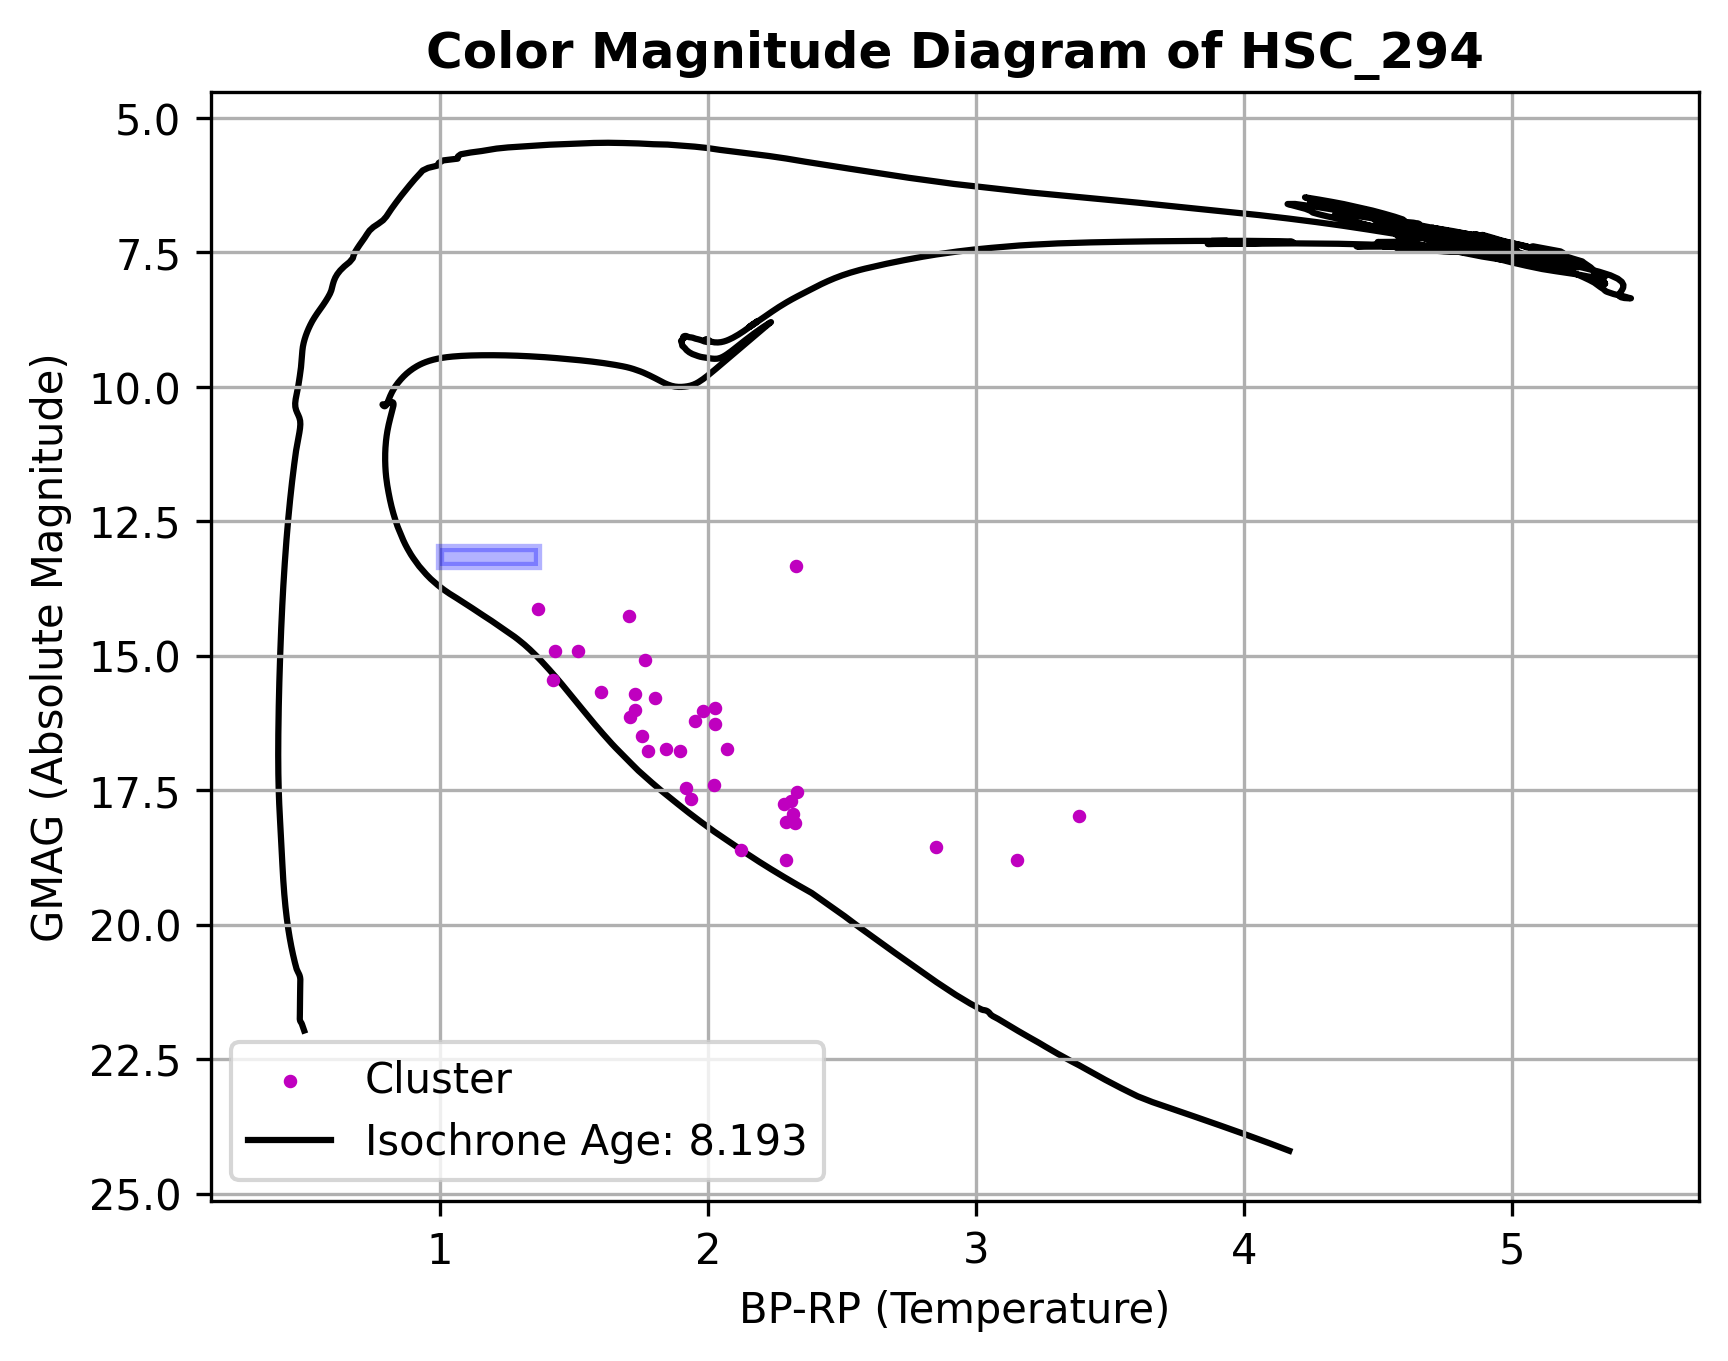 Color Magnitude Diagram of HSC_294
GMAG (Absolute Magnitude)
5.0
7.5
10.0
12.5
15.0
17.5
20.0
22.5
25.0
Cluster
Isochrone Age: 8.193
1 2 3 4 5
BP-RP (Temperature)